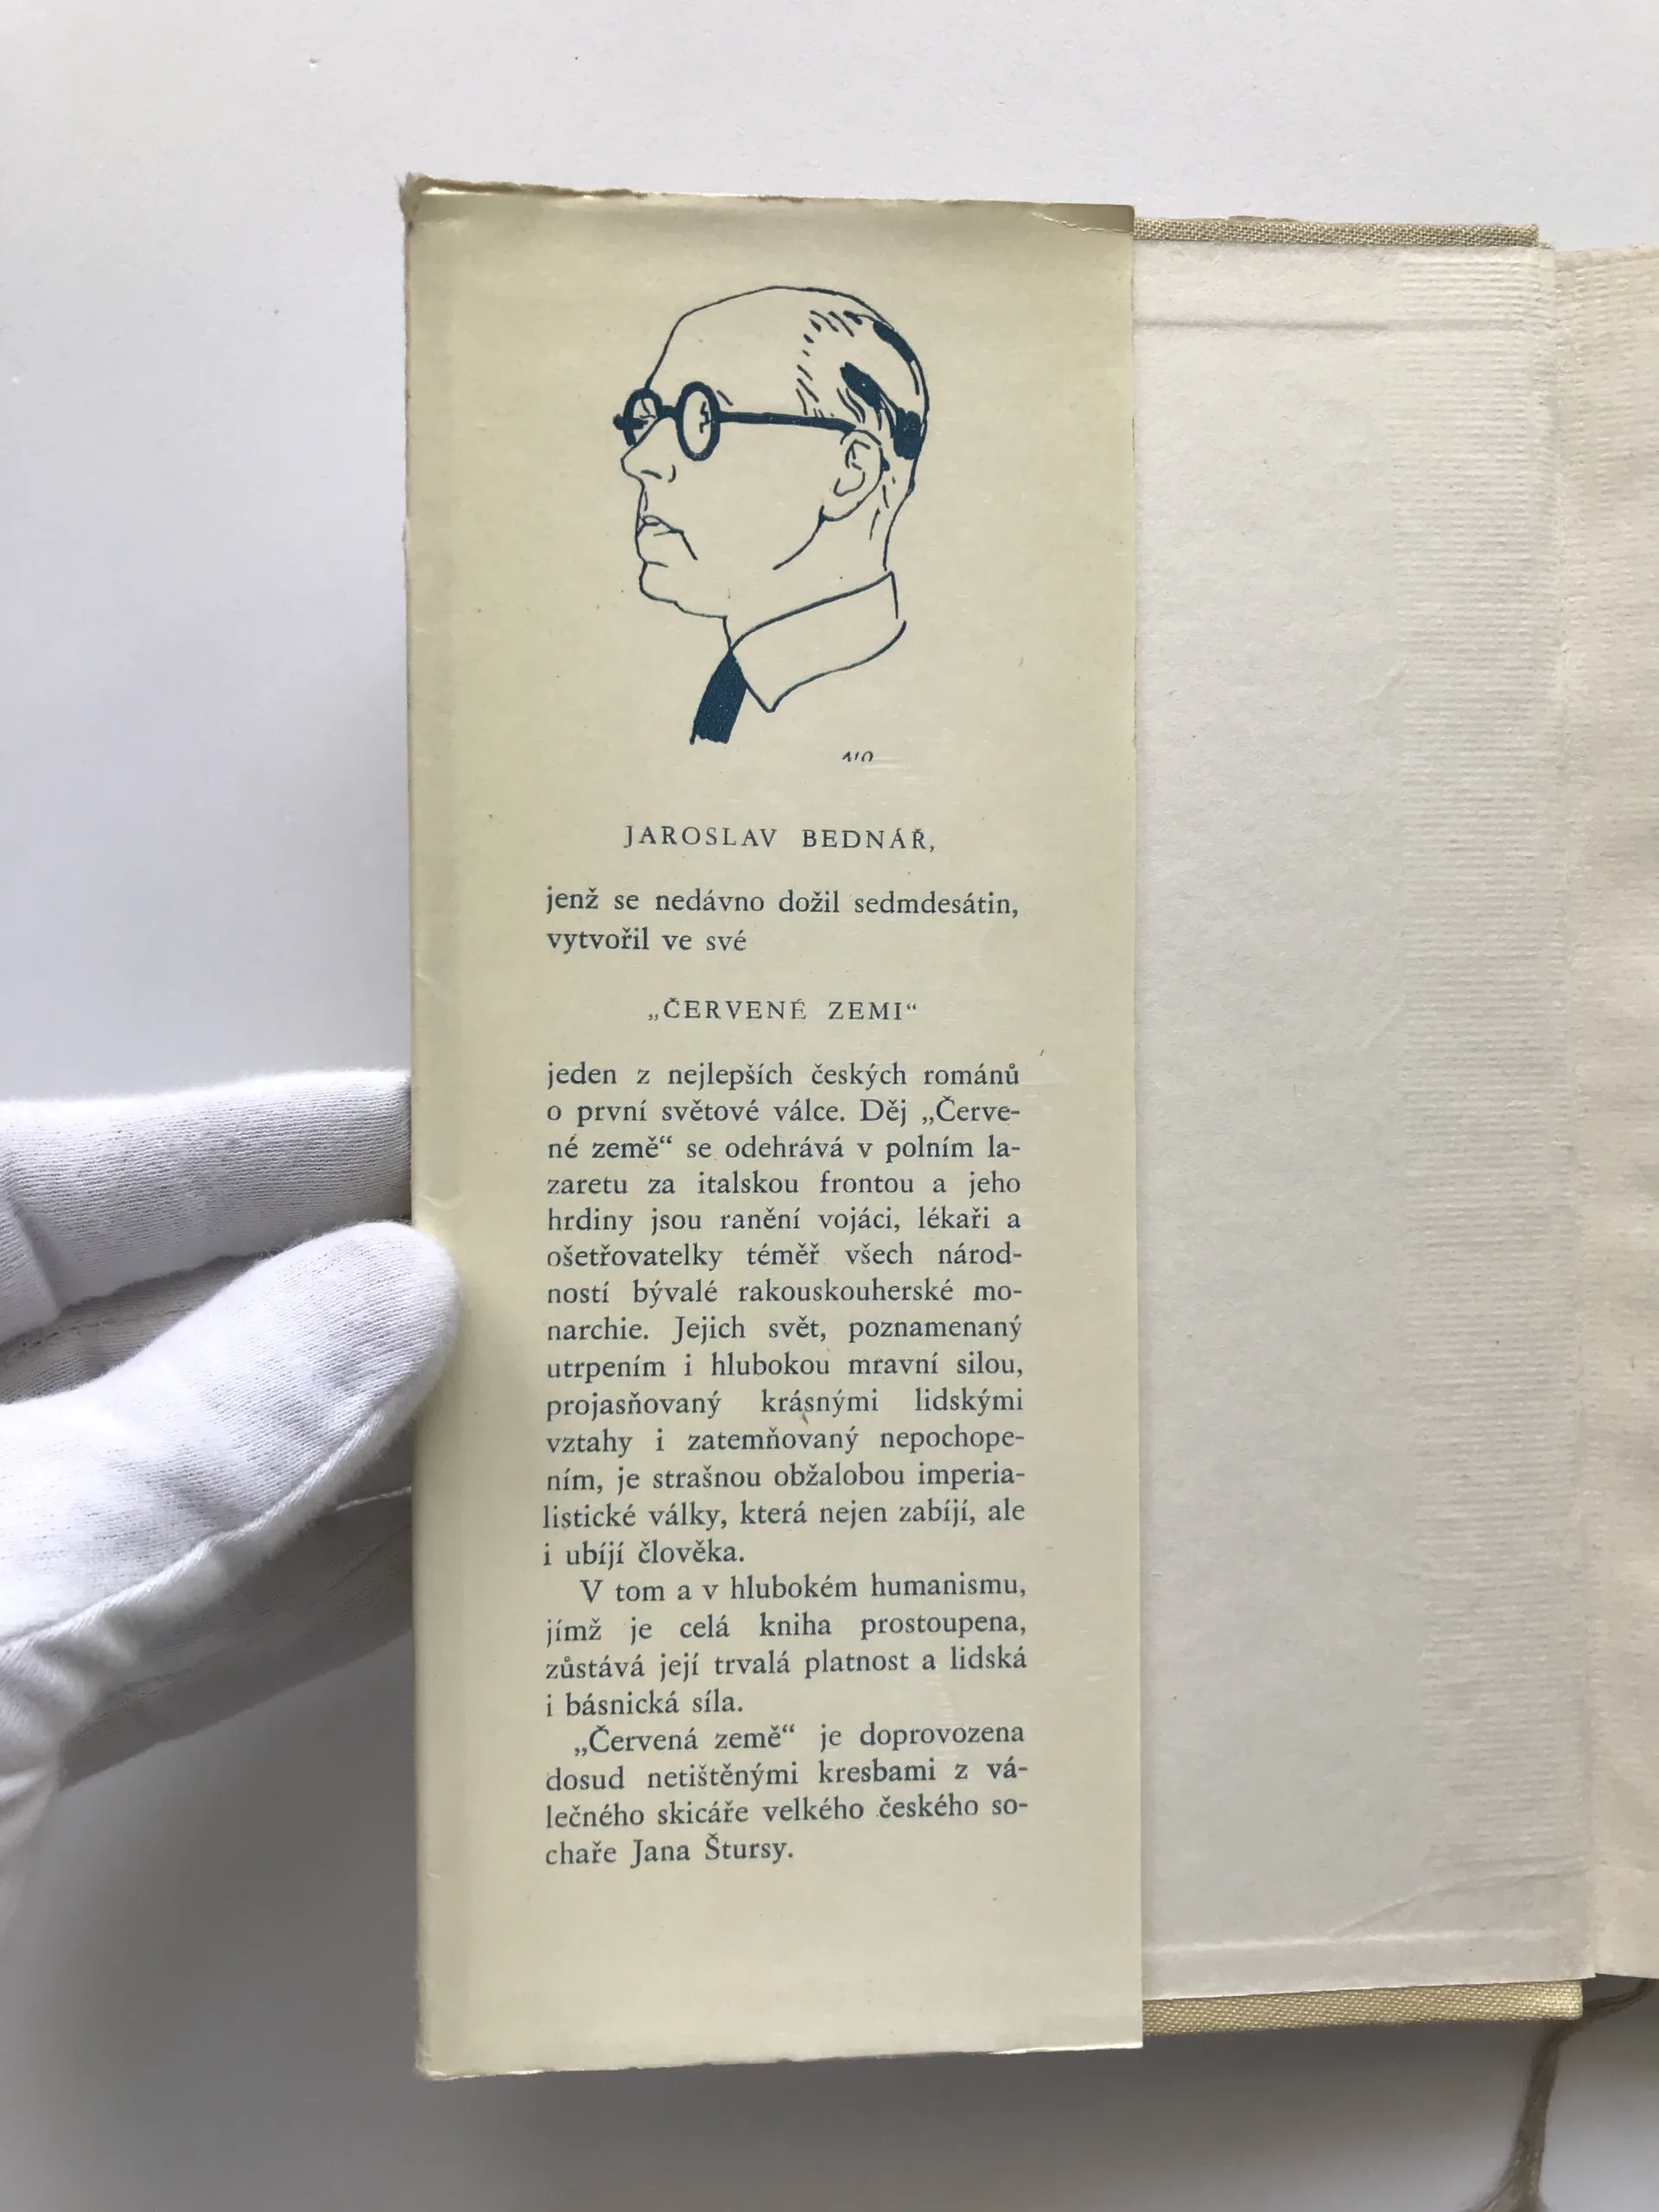 JAROSLAV BEDNÁŘ,
jenž se nedávno dožil sedmdesátin,
vytvořil ve své
„ČERVENÉ ZEMI“
jeden z nejlepších českých románů
o první světové válce. Děj „Červe-
né země“ se odehrává v polním la-
zaretu za italskou frontou a jeho
hrdiny jsou ranění vojáci, lékaři a
ošetřovatelky téměř všech národ-
ností bývalé rakouskouherské mo-
narchie. Jejich svět, poznamenaný
utrpením i hlubokou mravní silou,
projasňovaný krásnými lidskými
vztahy i zatemňovaný nepochope-
ním, je strašnou obžalobou imperia-
listické války, která nejen zabíjí, ale
i ubíjí člověka.
V tom a v hlubokém humanismu,
jímž je celá kniha prostoupena,
zůstává její trvalá platnost a lidská
i básnická síla.
„Červená země“ je doprovozena
dosud netištěnými kresbami z vá-
lečného skicáře velkého českého so-
chaře Jana Štursy.